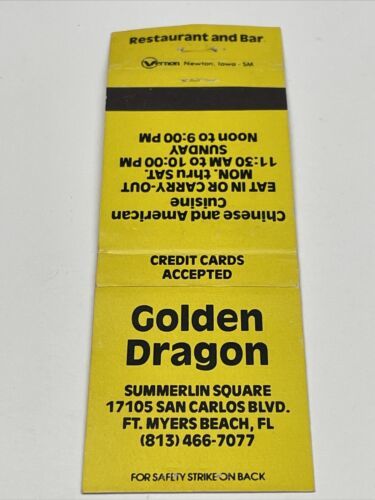 Restaurant and Bar
Vernon Newton, Iowa - SM
Chinese and American
Cuisine
EAT IN OR CARRY-OUT
MON. thru SAT.
11:30 AM to 10:00 PM
SUNDAY
Noon to 9:00 PM
CREDIT CARDS
ACCEPTED
Golden
Dragon
SUMMERLIN SQUARE
17105 SAN CARLOS BLVD.
FT. MYERS BEACH, FL
(813) 466-7077
FOR SAFETY STRIKE ON BACK